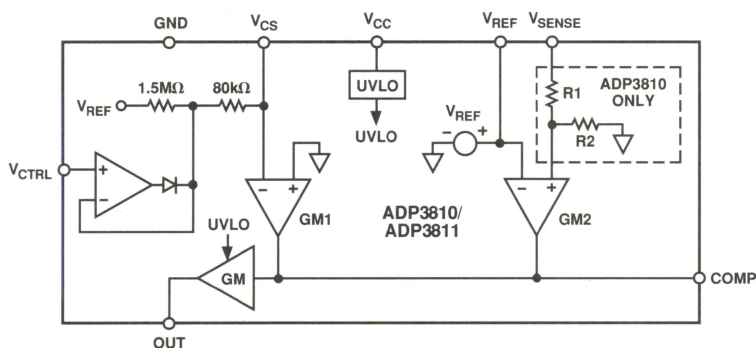 GND
VCS
VCC
VREF
VSENSE
1.5MΩ
80kΩ
VREF
UVLO
UVLO
ADP3810
ONLY
R1
R2
VREF
- +
VCTRL
+
-
- +
- +
GM1
GM2
ADP3810/
ADP3811
UVLO
GM
COMP
OUT